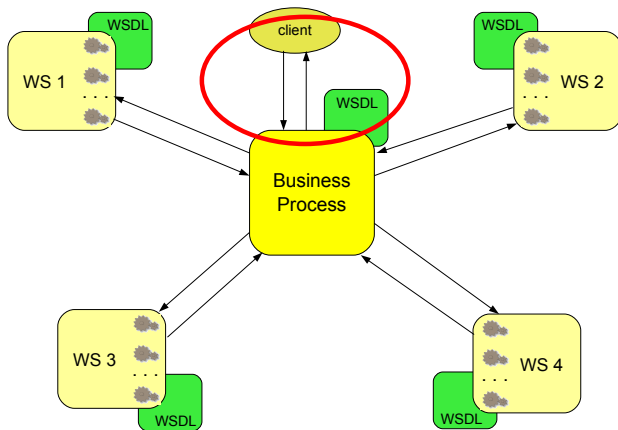 WSDL
WS 1
. . .
client
WSDL
WSDL
WS 2
. . .
Business
Process
WS 3
. . .
WSDL
WS 4
. . .
WSDL